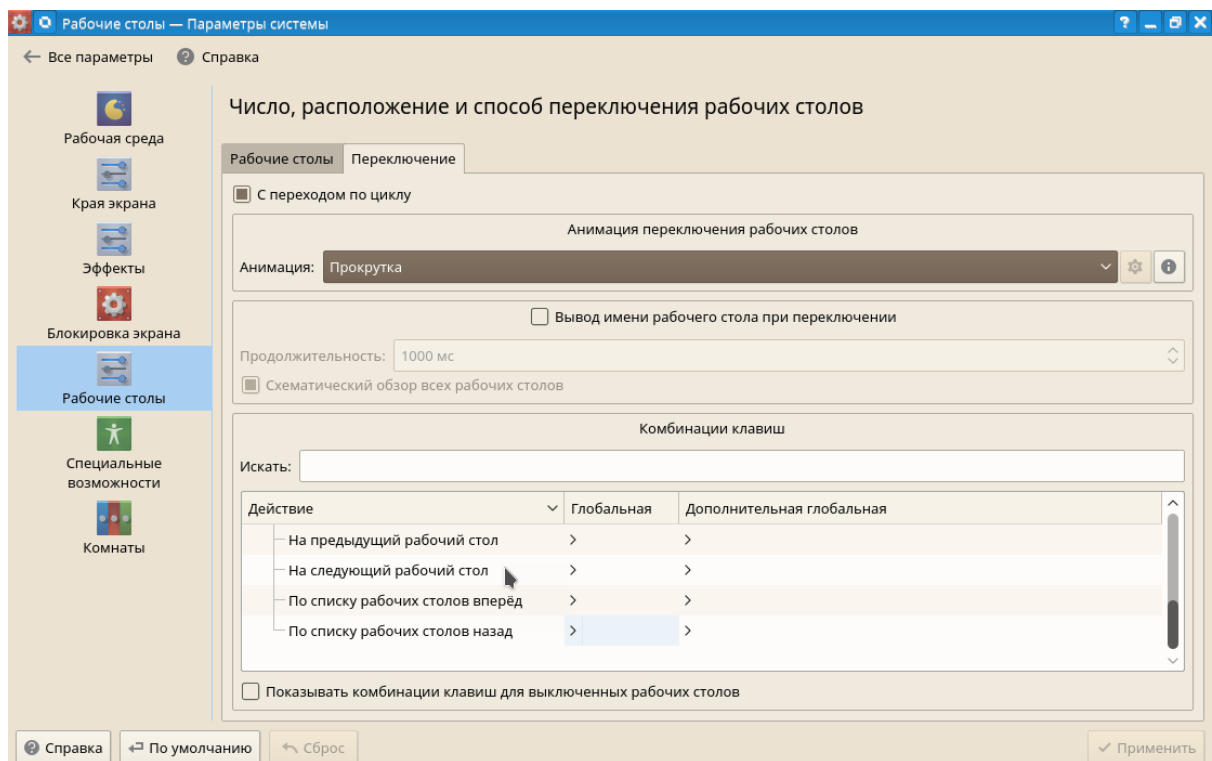 Рабочие столы — Параметры системы
Все параметры Справка
Рабочая среда
Края экрана
Эффекты
Блокировка экрана
Рабочие столы
Специальные
возможности
Комнаты
Число, расположение и способ переключения рабочих столов
Рабочие столы Переключение
С переходом по циклу
Анимация переключения рабочих столов
Анимация: Прокрутка
Вывод имени рабочего стола при переключении
Продолжительность: 1000 мс
Схематический обзор всех рабочих столов
Комбинации клавиш
Искать:
Действие Глобальная Дополнительная глобальная
На предыдущий рабочий стол
На следующий рабочий стол
По списку рабочих столов вперёд
По списку рабочих столов назад
Показывать комбинации клавиш для выключенных рабочих столов
Справка По умолчанию Сброс Применить